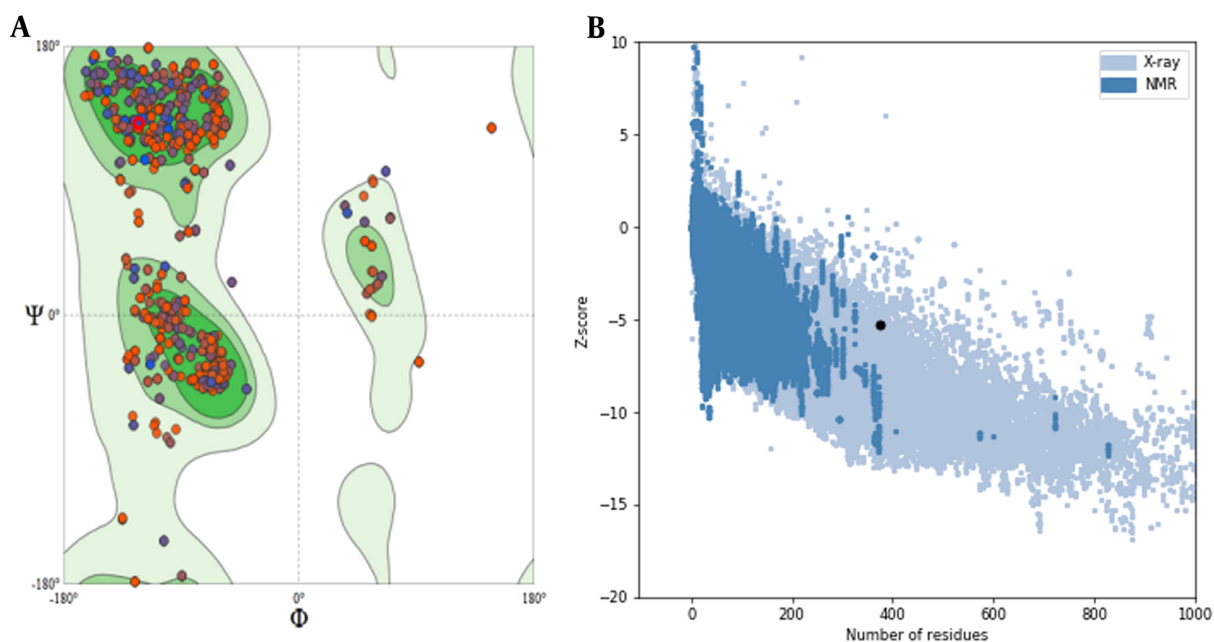 A
180°
Ψ 0°
-180°
-180° 0° 180°
Φ
B
10
5
0
−5
−10
−15
−20
Z-score
X-ray
NMR
0 200 400 600 800 1000
Number of residues